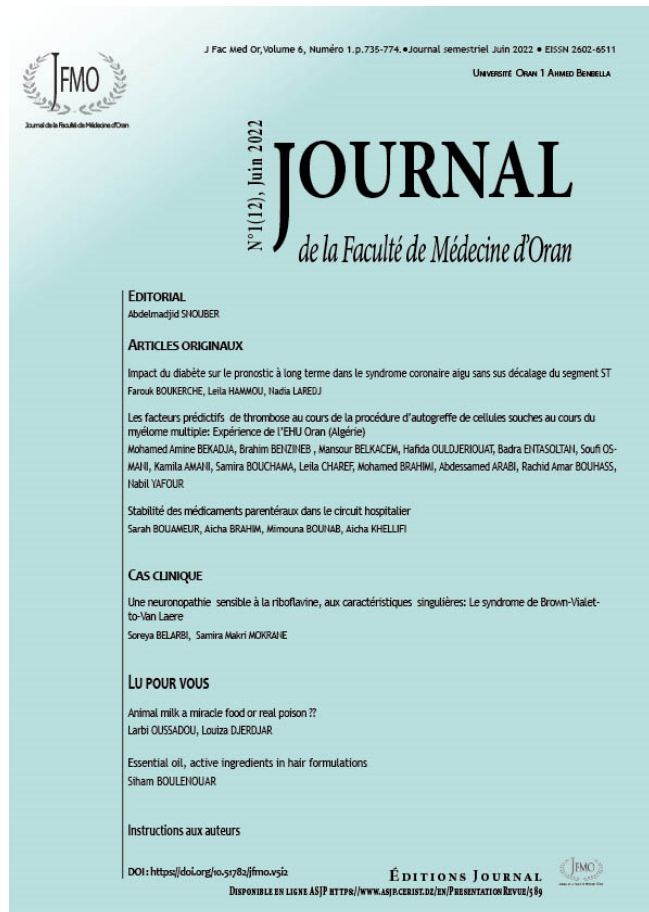 J Fac Med Or,Volume 6, Numéro 1.p.735-774.●Journal semestriel Juin 2022 ● EISSN 2602-6511
UNIVERSITÉ ORAN 1 AHMED BENBELLA
JFMO
Journal de la Faculté de Médecine d'Oran
N°1(12), Juin 2022
JOURNAL
de la Faculté de Médecine d'Oran
EDITORIAL
Abdelmadjid SNOUBER
ARTICLES ORIGINAUX
Impact du diabète sur le pronostic à long terme dans le syndrome coronaire aigu sans sus décalage du segment ST
Farouk BOUKERCHE, Leila HAMMOU, Nadia LAREDJ
Les facteurs prédictifs de thrombose au cours de la procédure d'autogreffe de cellules souches au cours du
myélome multiple: Expérience de l'EHU Oran (Algérie)
Mohamed Amine BEKADJA, Brahim BENZINEB , Mansour BELKACEM, Hafida OULDJERIOUAT, Badra ENTASOLTAN, Soufi OS-
MANI, Kamila AMANI, Samira BOUCHAMA, Leila CHAREF, Mohamed BRAHIMI, Abdessamed ARABI, Rachid Amar BOUHASS,
Nabil YAFOUR
Stabilité des médicaments parentéraux dans le circuit hospitalier
Sarah BOUAMEUR, Aicha BRAHIM, Mimouna BOUNAB, Aicha KHELLIFI
CAS CLINIQUE
Une neuronopathie sensible à la riboflavine, aux caractéristiques singulières: Le syndrome de Brown-Vialet-
to-Van Laere
Soreya BELARBI, Samira Makri MOKRANE
LU POUR VOUS
Animal milk a miracle food or real poison ??
Larbi OUSSADOU, Louiza DJERDJAR
Essential oil, active ingredients in hair formulations
Siham BOULENOUAR
Instructions aux auteurs
DOI : https://doi.org/10.51782/jfmo.v5i2
ÉDITIONS JOURNAL
JFMO
DISPONIBLE EN LIGNE ASJP HTTPS://WWW.ASJP.CERIST.DZ/EN/PRESENTATIONREVUE/589